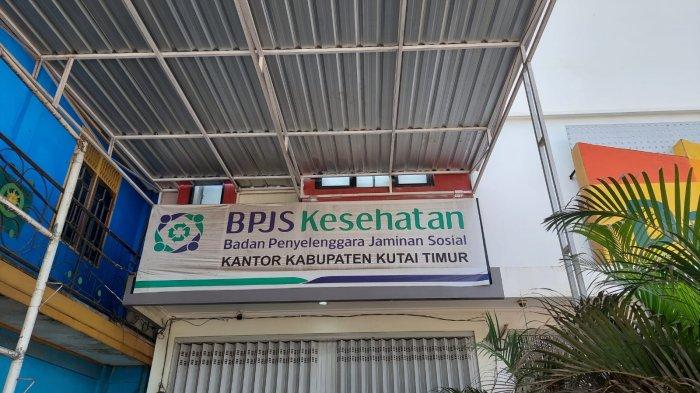 BPJS Kesehatan
Badan Penyelenggara Jaminan Sosial
KANTOR KABUPATEN KUTAI TIMUR